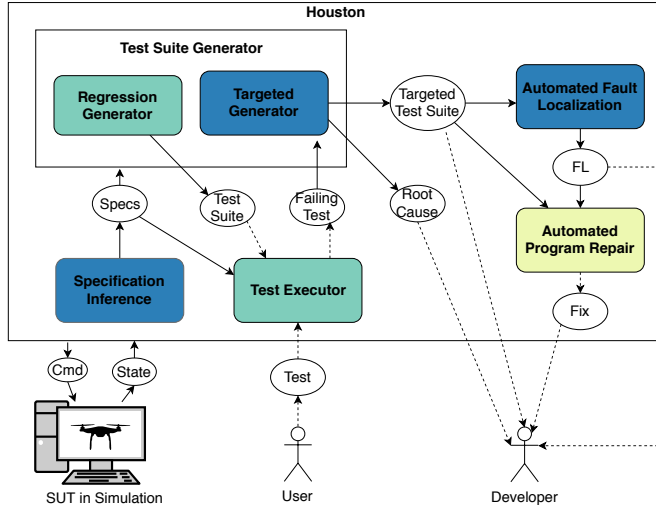 Houston
Test Suite Generator
Regression
Generator
Targeted
Generator
Targeted
Test Suite
Automated Fault
Localization
FL
Specs
Test
Suite
Failing
Test
Root
Cause
Automated
Program Repair
Specification
Inference
Test Executor
Fix
Cmd
State
Test
SUT in Simulation
User
Developer